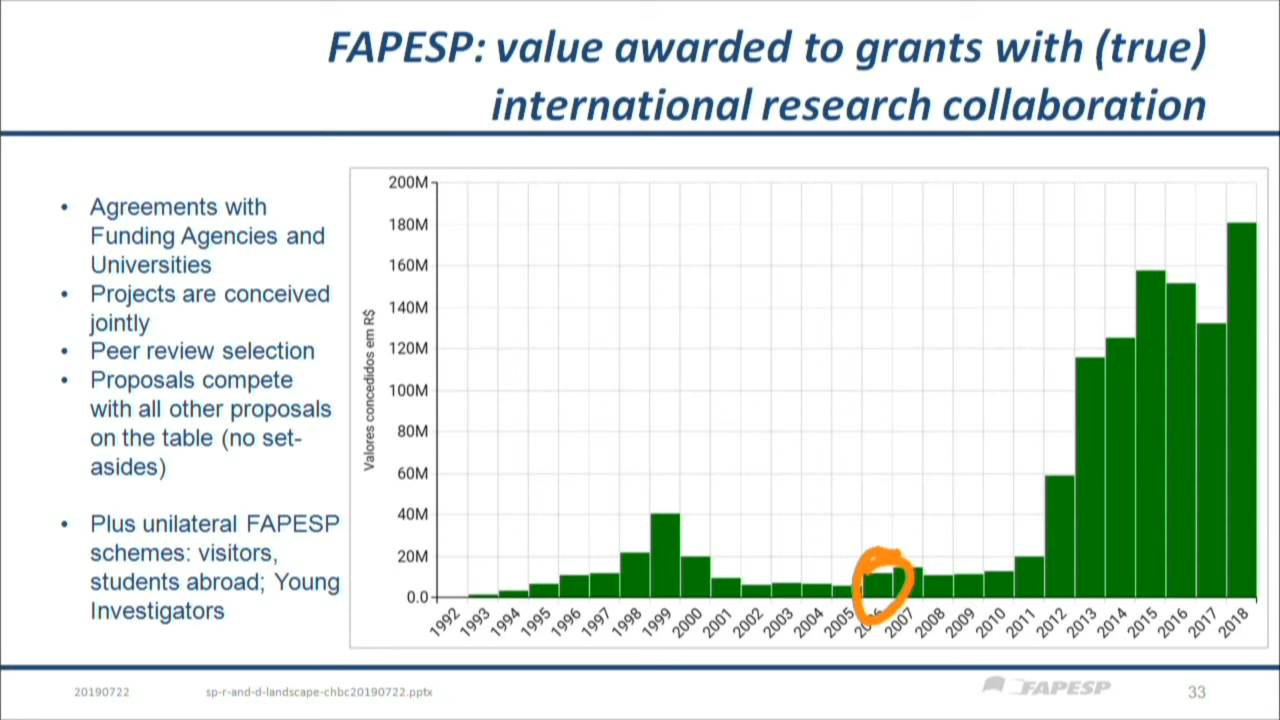 FAPESP: value awarded to grants with (true)
international research collaboration
• Agreements with
Funding Agencies and
Universities
• Projects are conceived
jointly
• Peer review selection
• Proposals compete
with all other proposals
on the table (no set-
asides)
• Plus unilateral FAPESP
schemes: visitors,
students abroad; Young
Investigators
Valores concedidos em R$
200M
180M
160M
140M
120M
100M
80M
60M
40M
20M
0.0
1992 1993 1994 1995 1996 1997 1998 1999 2000 2001 2002 2003 2004 2005 2006 2007 2008 2009 2010 2011 2012 2013 2014 2015 2016 2017 2018
20190722 sp-r-and-d-landscape-chbc20190722.pptx FAPESP 33